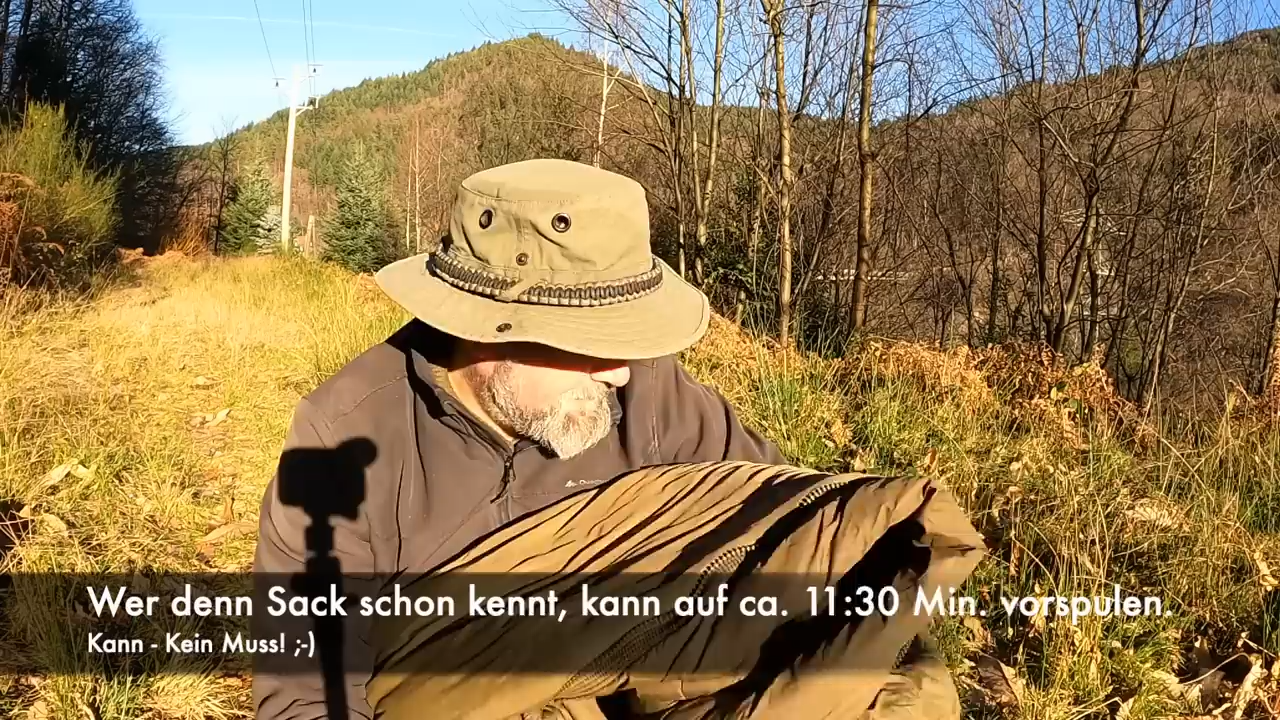 Wer denn Sack schon kennt, kann auf ca. 11:30 Min. vorspulen.
Kann - Kein Muss! ;-)